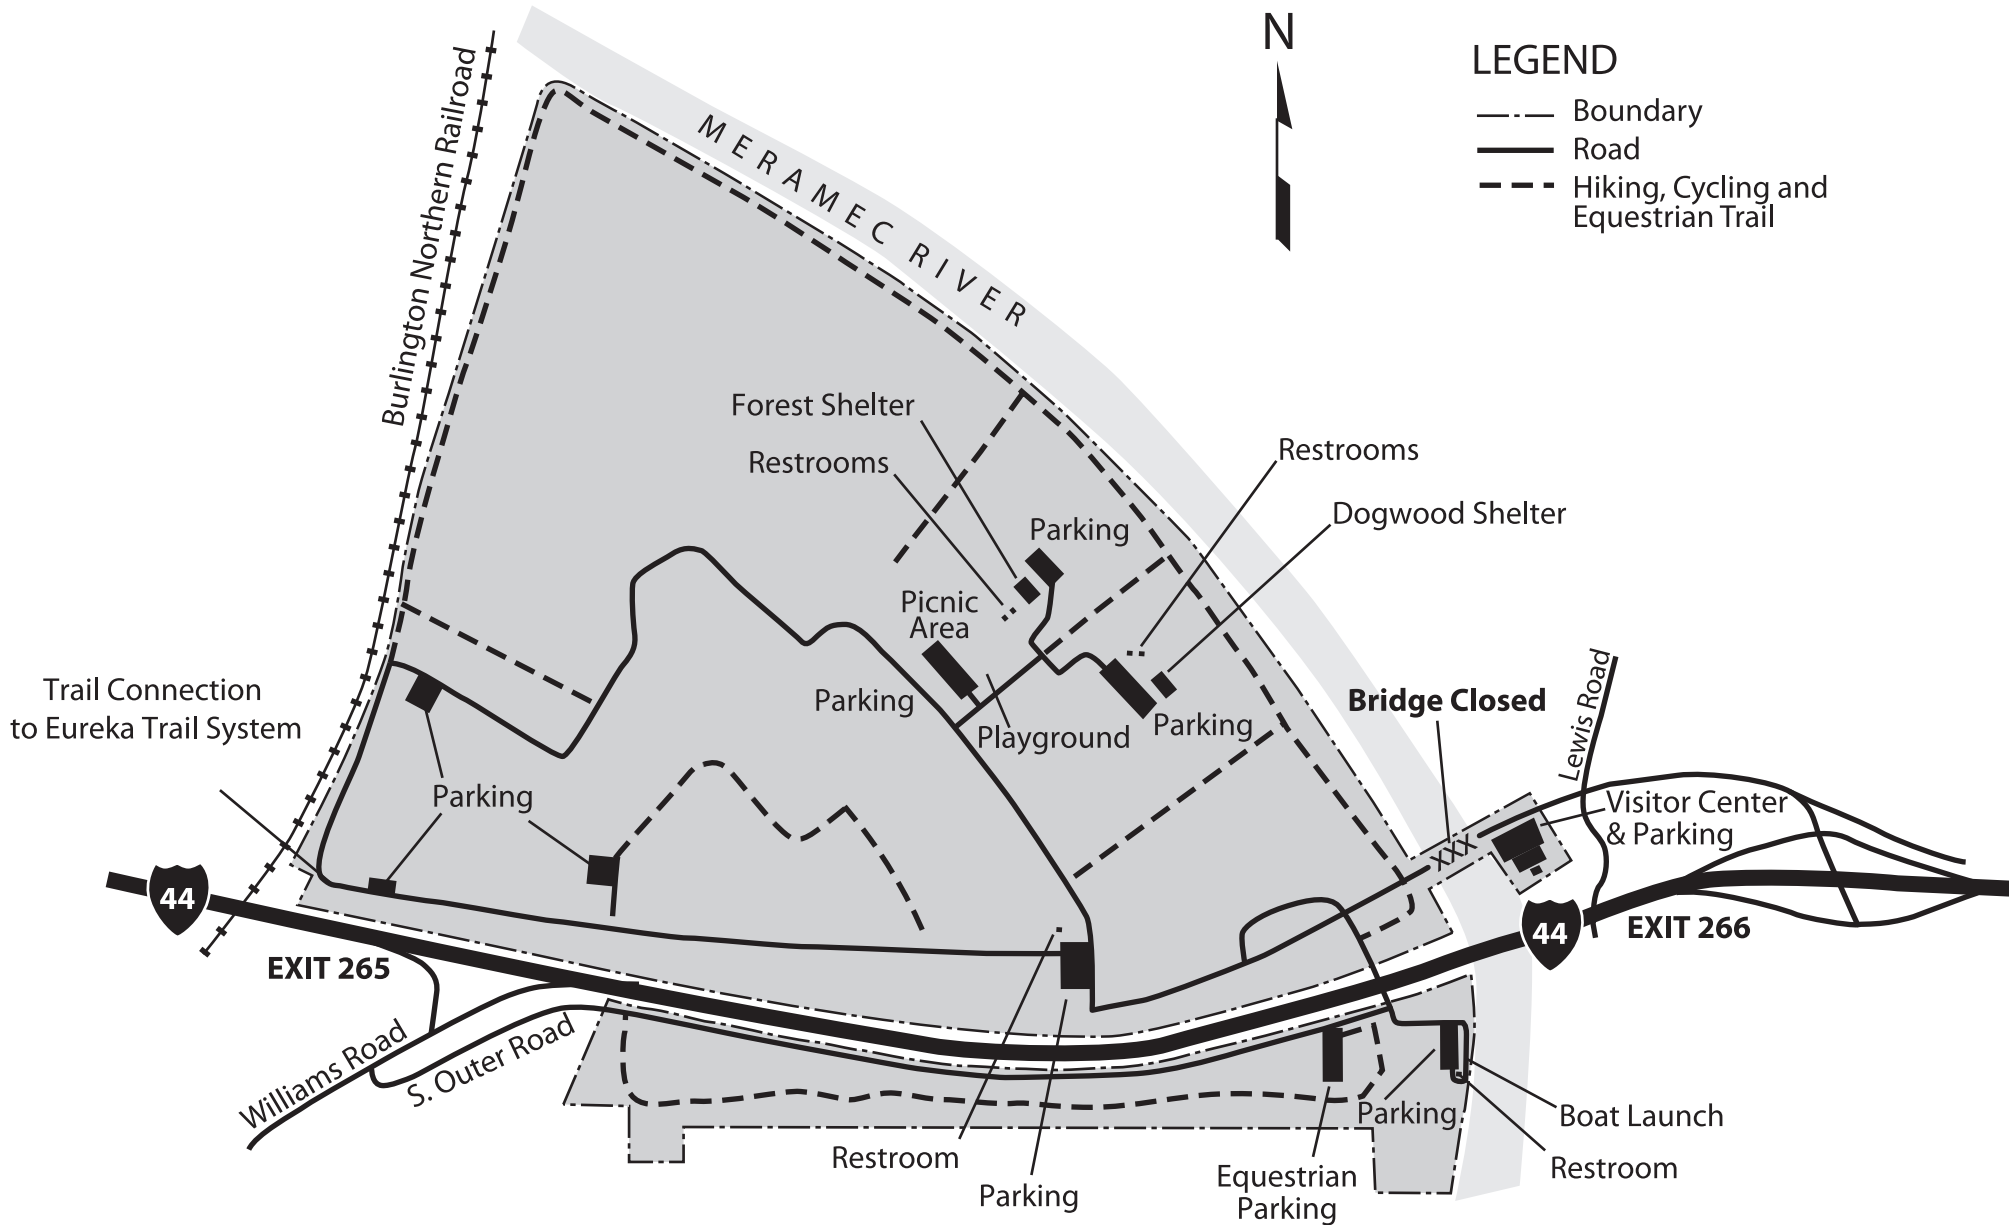 N
LEGEND
Boundary
Road
Hiking, Cycling and
Equestrian Trail
Burlington Northern Railroad
MERAMEC RIVER
Forest Shelter
Restrooms
Restrooms
Dogwood Shelter
Parking
Picnic
Area
Parking
Playground
Parking
Bridge Closed
Lewis Road
Trail Connection
to Eureka Trail System
Parking
Visitor Center
& Parking
XXX
44
44
EXIT 265
EXIT 266
Williams Road
S. Outer Road
Restroom
Parking
Equestrian
Parking
Parking
Boat Launch
Restroom